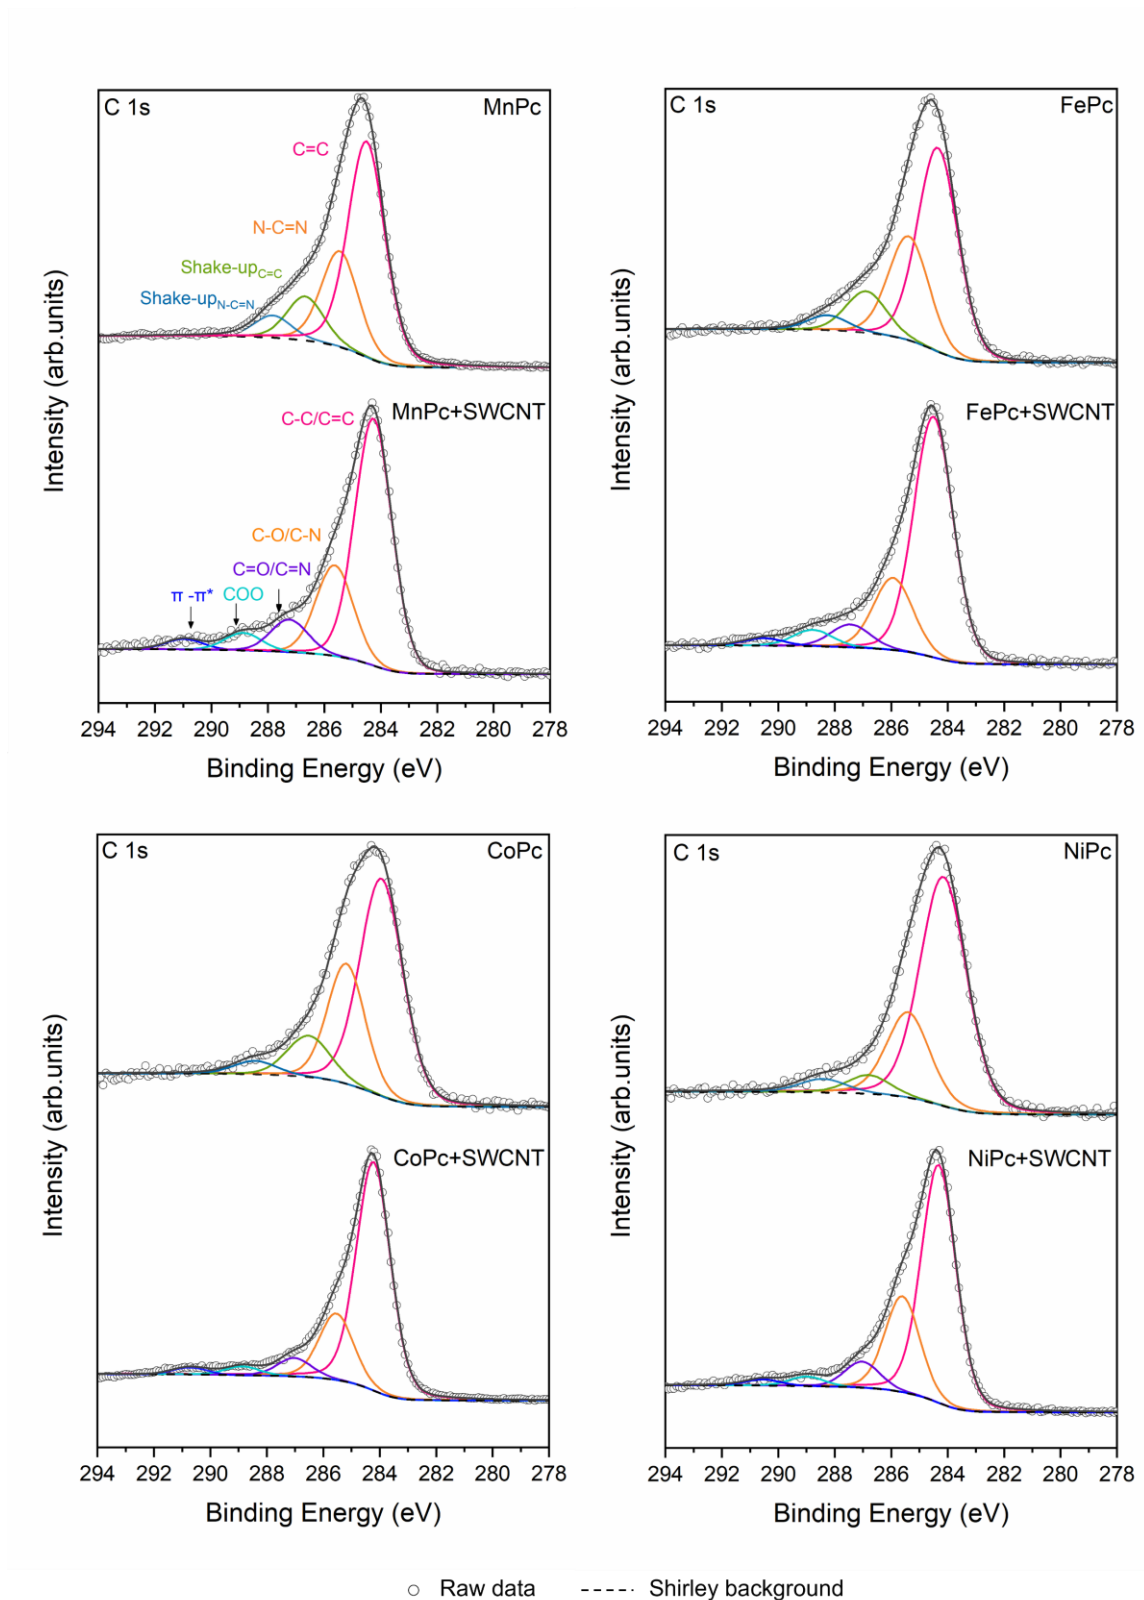 C 1s MnPc
C=C
N-C=N
Shake-upC=C
Shake-upN-C=N
MnPc+SWCNT
C-C/C=C
C-O/C-N
C=O/C=N
π -π* COO
Intensity (arb.units)
294 292 290 288 286 284 282 280 278
Binding Energy (eV)
C 1s FePc
FePc+SWCNT
Intensity (arb.units)
294 292 290 288 286 284 282 280 278
Binding Energy (eV)
C 1s CoPc
CoPc+SWCNT
Intensity (arb.units)
294 292 290 288 286 284 282 280 278
Binding Energy (eV)
C 1s NiPc
NiPc+SWCNT
Intensity (arb.units)
294 292 290 288 286 284 282 280 278
Binding Energy (eV)
Raw data Shirley background